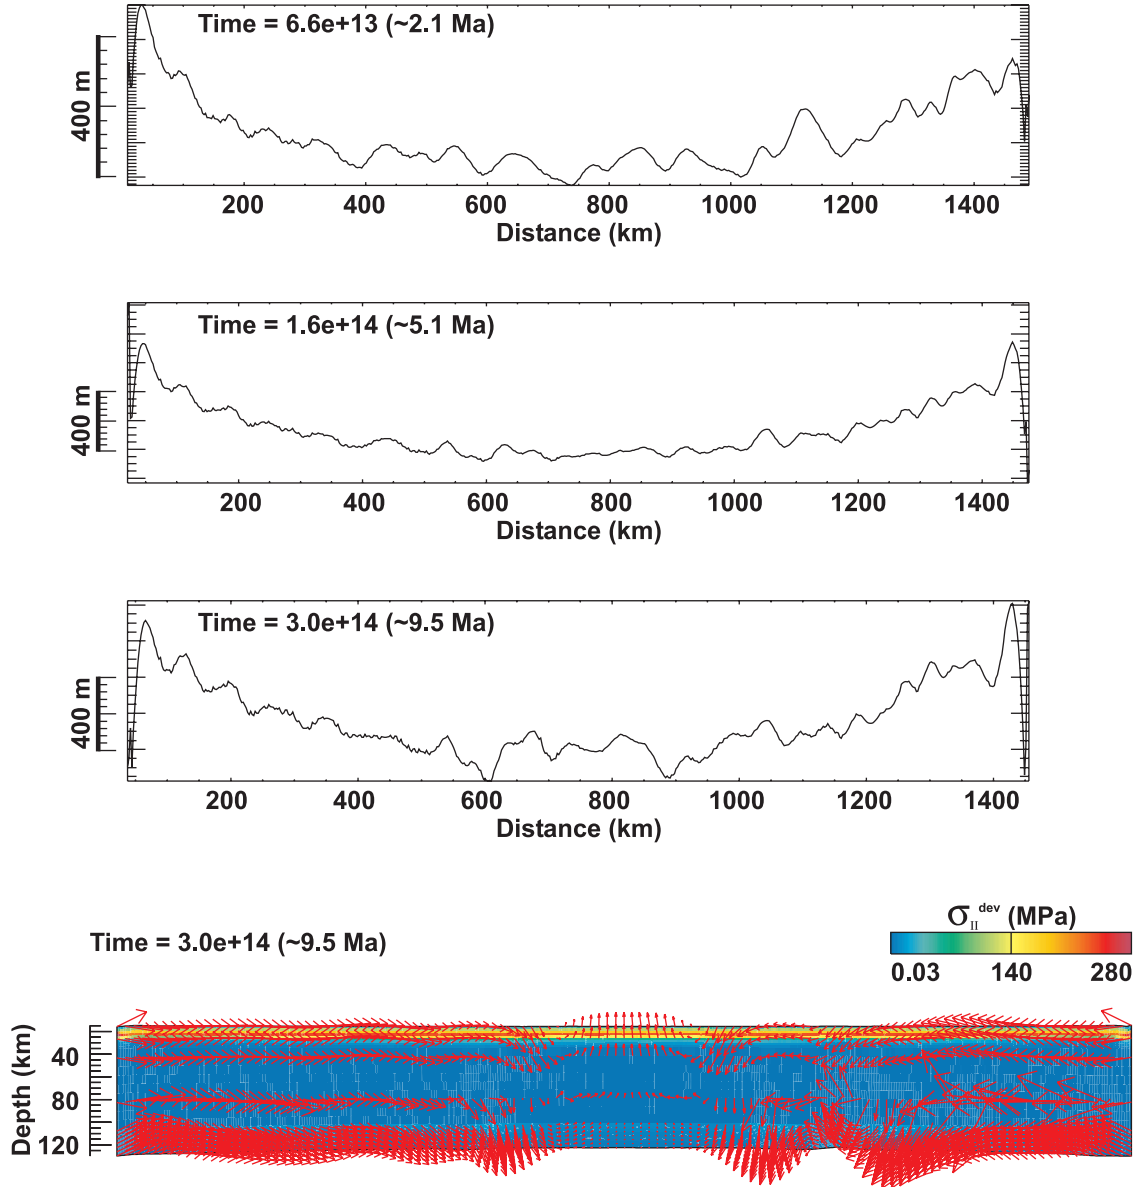 Time = 6.6e+13 (~2.1 Ma)
400 m
200 400 600 800 1000 1200 1400
Distance (km)
Time = 1.6e+14 (~5.1 Ma)
400 m
200 400 600 800 1000 1200 1400
Distance (km)
Time = 3.0e+14 (~9.5 Ma)
400 m
200 400 600 800 1000 1200 1400
Distance (km)
σII dev (MPa)
Time = 3.0e+14 (~9.5 Ma)
0.03 140 280
Depth (km)
40
80
120